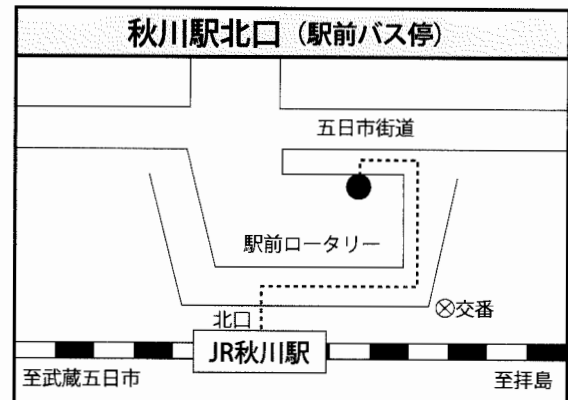 秋川駅北口（駅前バス停）
五日市街道
駅前ロータリー
北口
交番
JR秋川駅
至武蔵五日市
至拝島